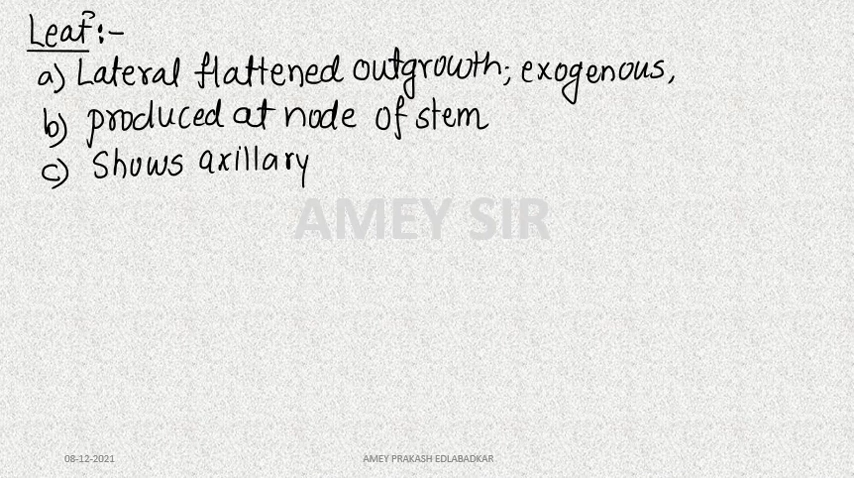 Leaf:-
a) Lateral flattened outgrowth; exogenous,
b) produced at node of stem
c) Shows axillary
AMEY SIR
08-12-2021 AMEY PRAKASH EDLABADKAR